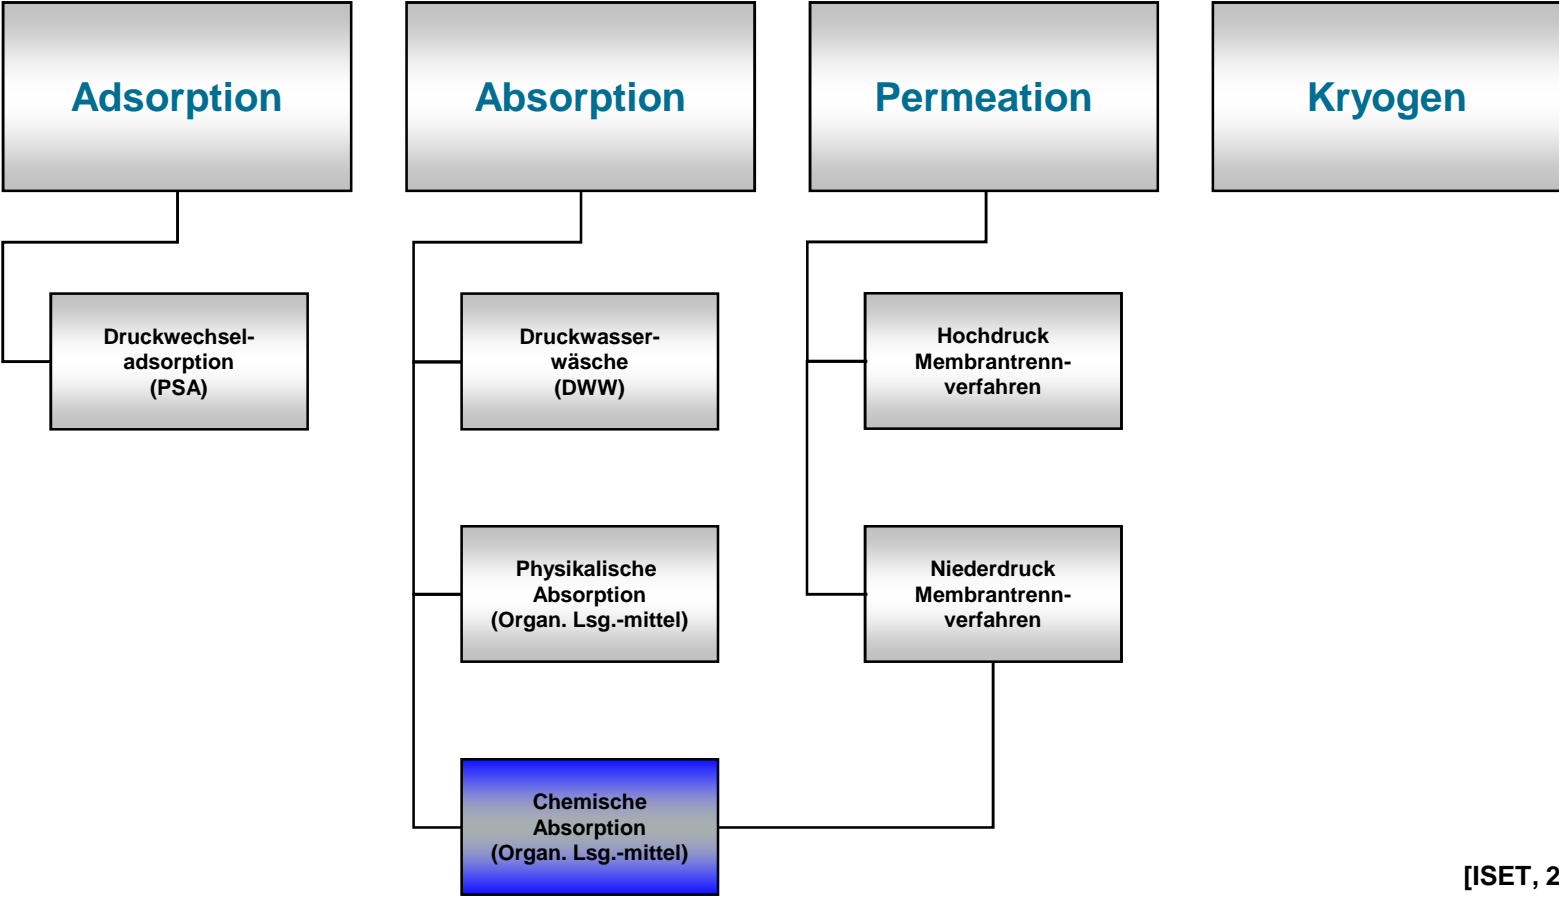 Adsorption
Absorption
Permeation
Kryogen
Druckwechsel-
adsorption
(PSA)
Druckwasser-
wäsche
(DWW)
Hochdruck
Membrantrenn-
verfahren
Physikalische
Absorption
(Organ. Lsg.-mittel)
Niederdruck
Membrantrenn-
verfahren
Chemische
Absorption
(Organ. Lsg.-mittel)
[ISET, 2